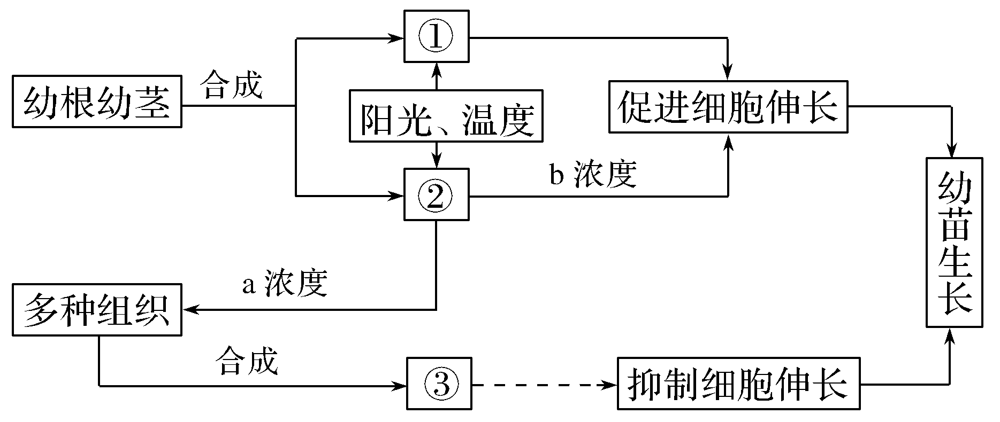 ①
幼根幼茎
合成
阳光、温度
促进细胞伸长
②
b 浓度
幼苗生长
a 浓度
多种组织
合成
③
抑制细胞伸长